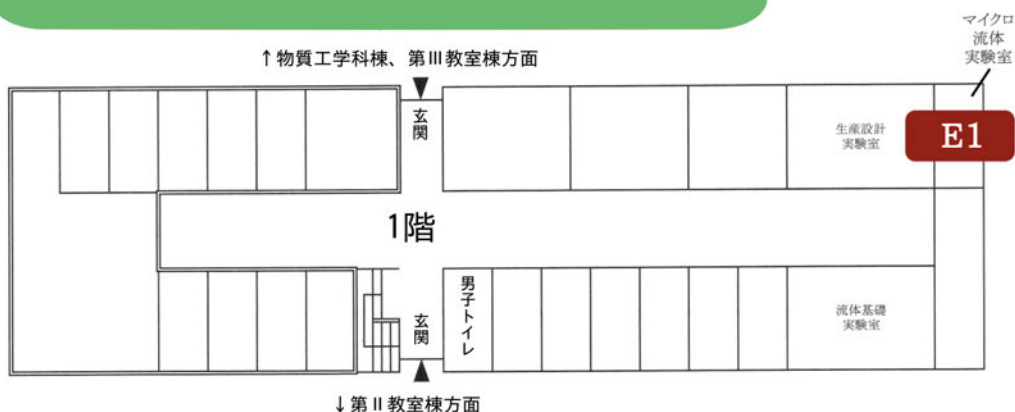 マイクロ
流体
実験室
↑物質工学科棟、第III教室棟方面
玄関
生産設計
実験室
E1
1階
男子トイレ
玄関
流体基礎
実験室
↓第II教室棟方面